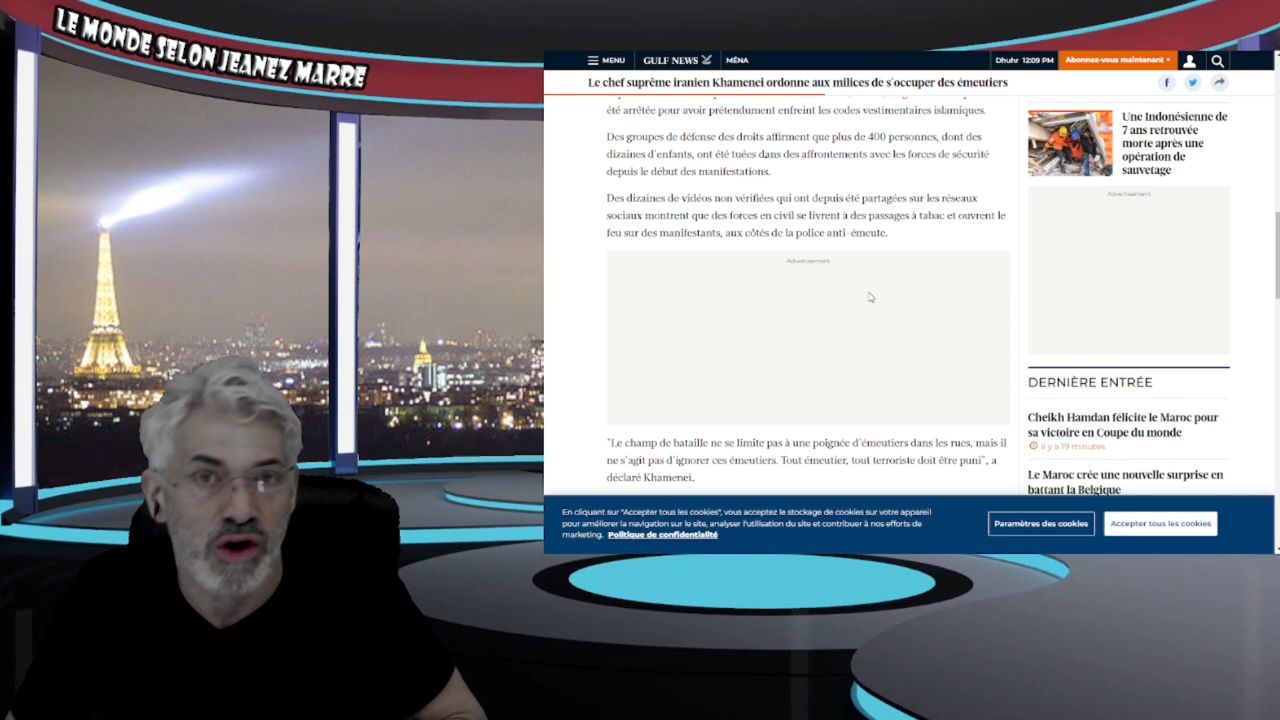 LE MONDE SELON JEANEZ MARRE
MENU
GULF NEWS
MÉNA
Dhuhr 12:09 PM
Abonnez-vous maintenant
Le chef suprême iranien Khamenei ordonne aux milices de s'occuper des émeutiers
été arrêtée pour avoir prétendument enfreint les codes vestimentaires islamiques.
Des groupes de défense des droits affirment que plus de 400 personnes, dont des
dizaines d'enfants, ont été tuées dans des affrontements avec les forces de sécurité
depuis le début des manifestations.
Des dizaines de vidéos non vérifiées qui ont depuis été partagées sur les réseaux
sociaux montrent que des forces en civil se livrent à des passages à tabac et ouvrent le
feu sur des manifestants, aux côtés de la police anti-émeute.
Advertisement
"Le champ de bataille ne se limite pas à une poignée d'émeutiers dans les rues, mais il
ne s'agit pas d'ignorer ces émeutiers. Tout émeutier, tout terroriste doit être puni", a
déclaré Khamenei.
Une Indonésienne de
7 ans retrouvée
morte après une
opération de
sauvetage
Advertisement
DERNIÈRE ENTRÉE
Cheikh Hamdan félicite le Maroc pour
sa victoire en Coupe du monde
il y a 19 minutes
Le Maroc crée une nouvelle surprise en
battant la Belgique
En cliquant sur "Accepter tous les cookies", vous acceptez le stockage de cookies sur votre appareil
pour améliorer la navigation sur le site, analyser l'utilisation du site et contribuer à nos efforts de
marketing. Politique de confidentialité
Paramètres des cookies
Accepter tous les cookies